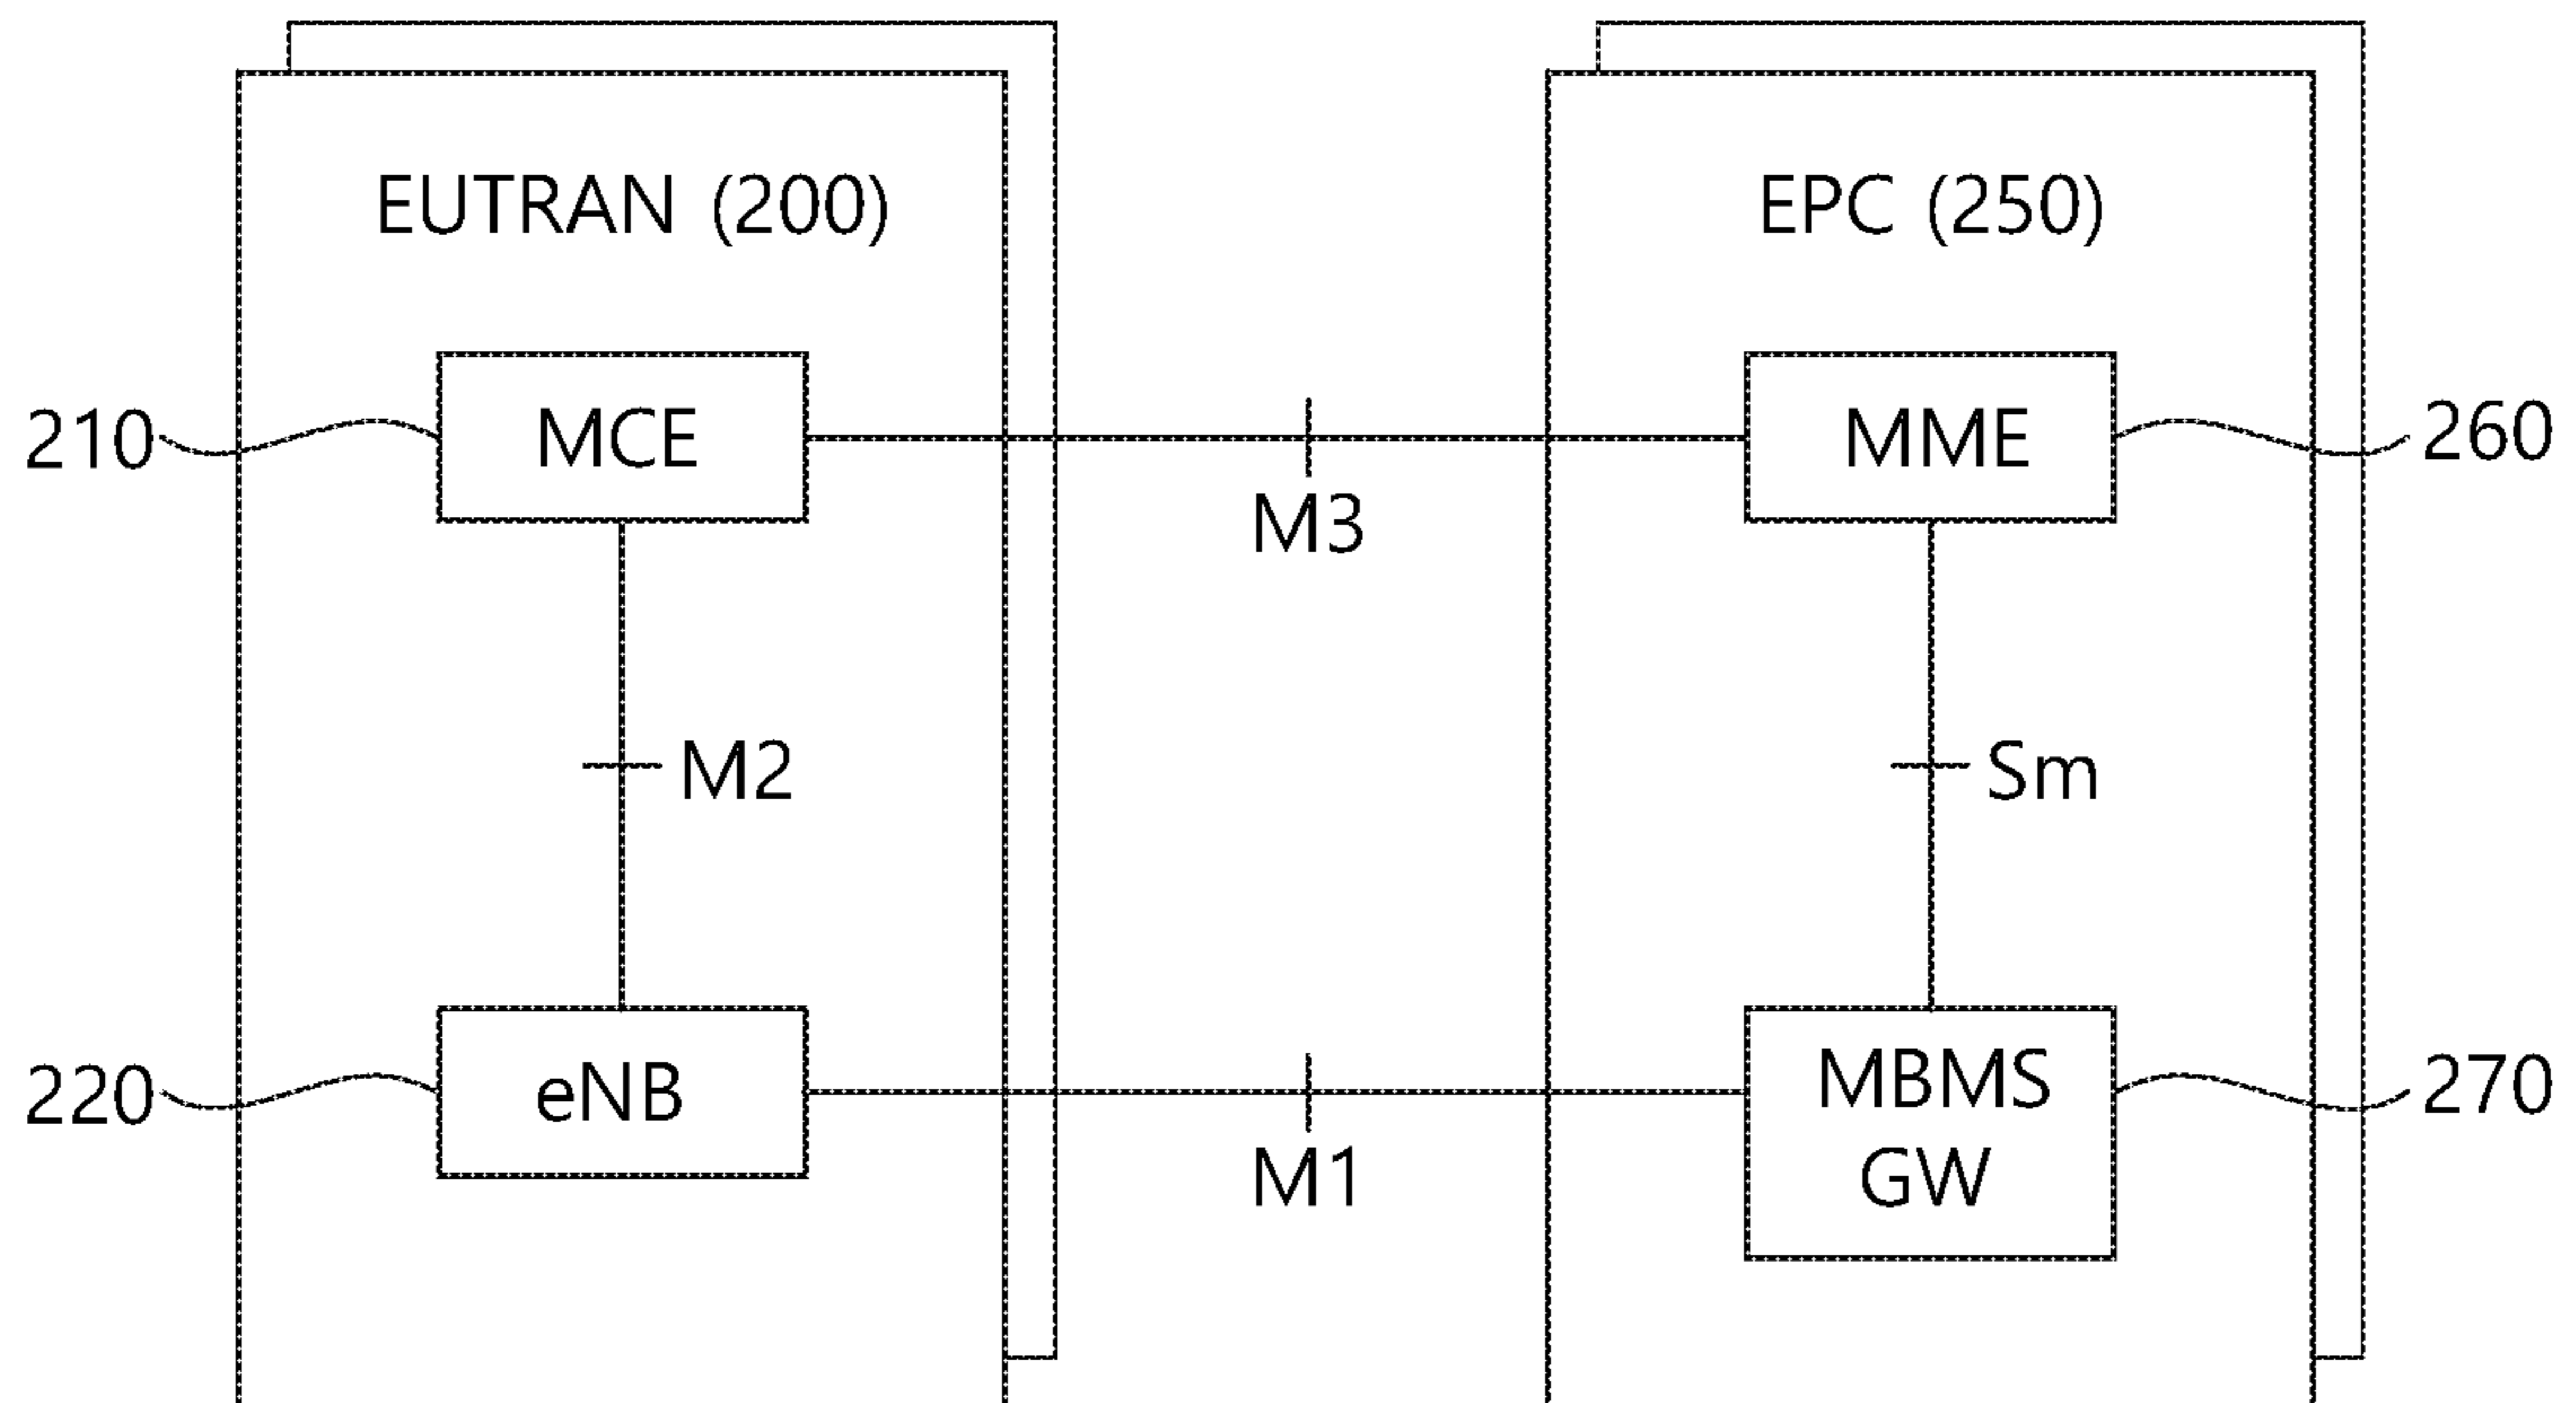 EUTRAN (200)
EPC (250)
210
MCE
MME
260
M3
M2
Sm
220
eNB
MBMS
GW
270
M1